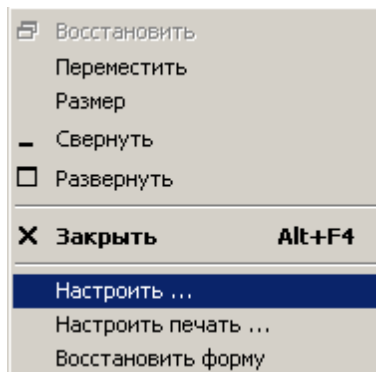 Восстановить
Переместить
Размер
Свернуть
Развернуть
Закрыть Alt+F4
Настроить ...
Настроить печать ...
Восстановить форму